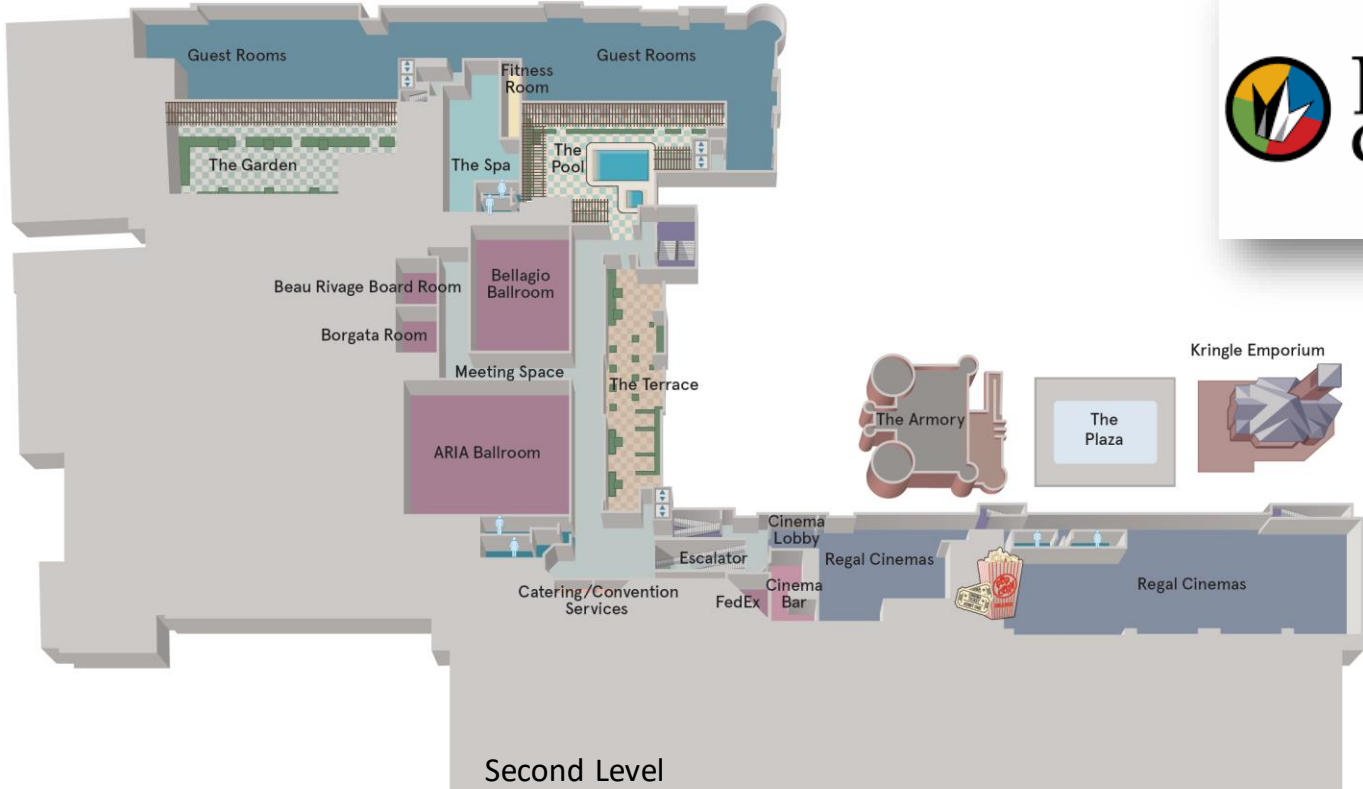 Guest Rooms
Guest Rooms
Fitness
Room
The Garden
The Spa
The
Pool
Beau Rivage Board Room
Bellagio
Ballroom
Borgata Room
Meeting Space
The Terrace
Kringle Emporium
The Armory
The
Plaza
ARIA Ballroom
Cinema
Lobby
Escalator
Regal Cinemas
Regal Cinemas
Catering/Convention
Services
FedEx
Cinema
Bar
Second Level